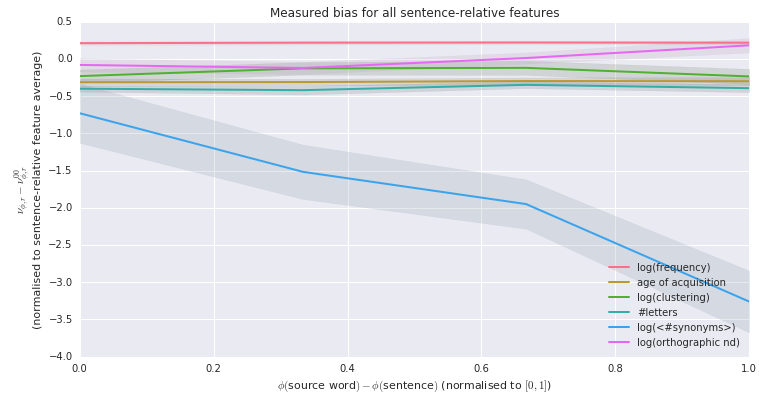 Measured bias for all sentence-relative features
0.5
0.0
−0.5
−1.0
−1.5
−2.0
−2.5
−3.0
−3.5
−4.0
ν_{ϕ,r} − ν_{ϕ,r}^{00}
(normalised to sentence-relative feature average)
log(frequency)
age of acquisition
log(clustering)
#letters
log(<#synonyms>)
log(orthographic nd)
0.0 0.2 0.4 0.6 0.8 1.0
ϕ(source word) − ϕ(sentence) (normalised to [0, 1])